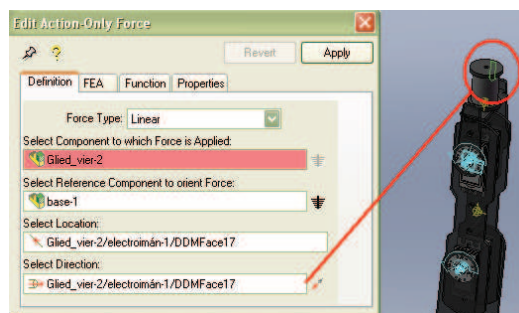 Edit Action-Only Force
Revert
Apply
Definition
FEA
Function
Properties
Force Type:
Linear
Select Component to which Force is Applied:
Glied_vier-2
Select Reference Component to orient Force:
base-1
Select Location:
Glied_vier-2/electroimán-1/DDMFace17
Select Direction:
Glied_vier-2/electroimán-1/DDMFace17